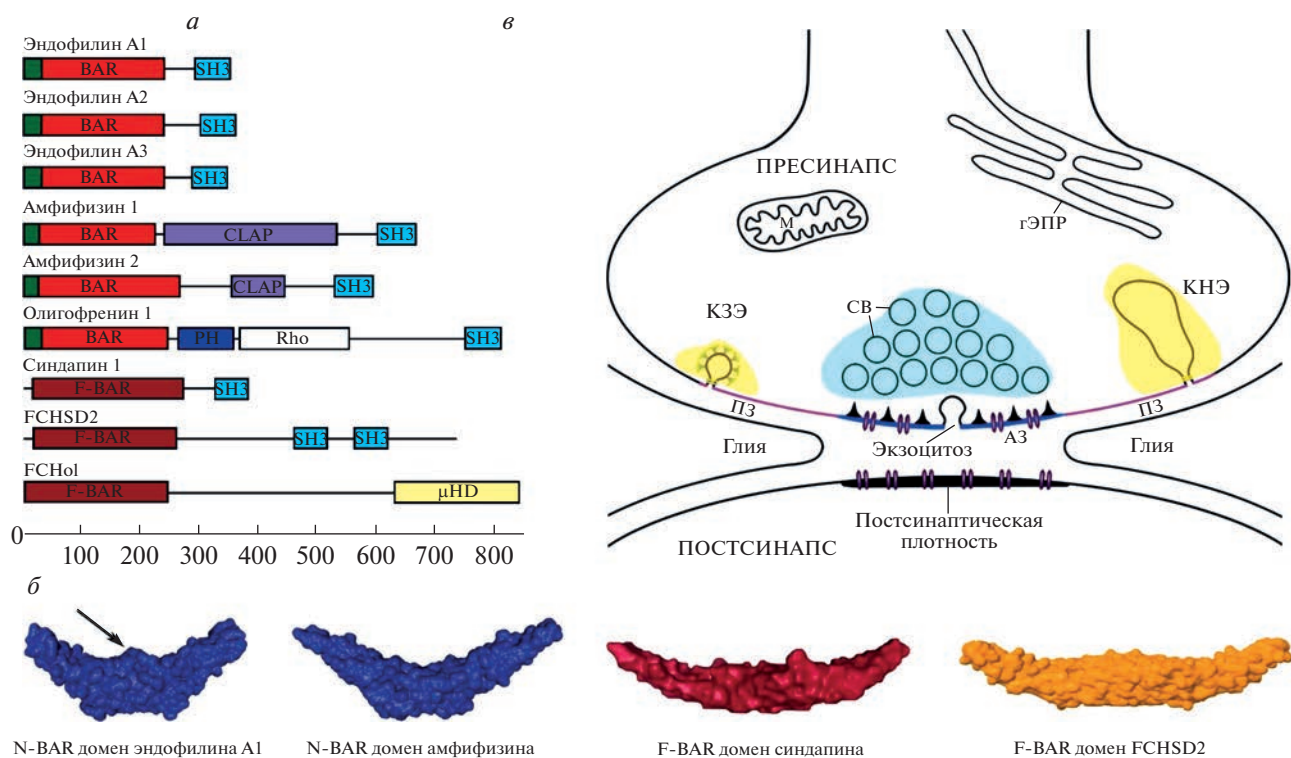 а
Эндофилин А1
BAR
SH3
Эндофилин А2
BAR
SH3
Эндофилин А3
BAR
SH3
Амфифизин 1
BAR
CLAP
SH3
Амфифизин 2
BAR
CLAP
SH3
Олигофренин 1
BAR
PH
Rho
SH3
Синдапин 1
F-BAR
SH3
FCHSD2
F-BAR
SH3
SH3
FCHol
F-BAR
μHD
0 100 200 300 400 500 600 700 800
в
ПРЕСИНАПС
М
гЭПР
КЗЭ
СВ
КНЭ
ПЗ
ПЗ
АЗ
Глия
Экзоцитоз
Глия
Постсинаптическая
плотность
ПОСТСИНАПС
б
N-BAR домен эндофилина А1
N-BAR домен амфифизина
F-BAR домен синдапина
F-BAR домен FCHSD2